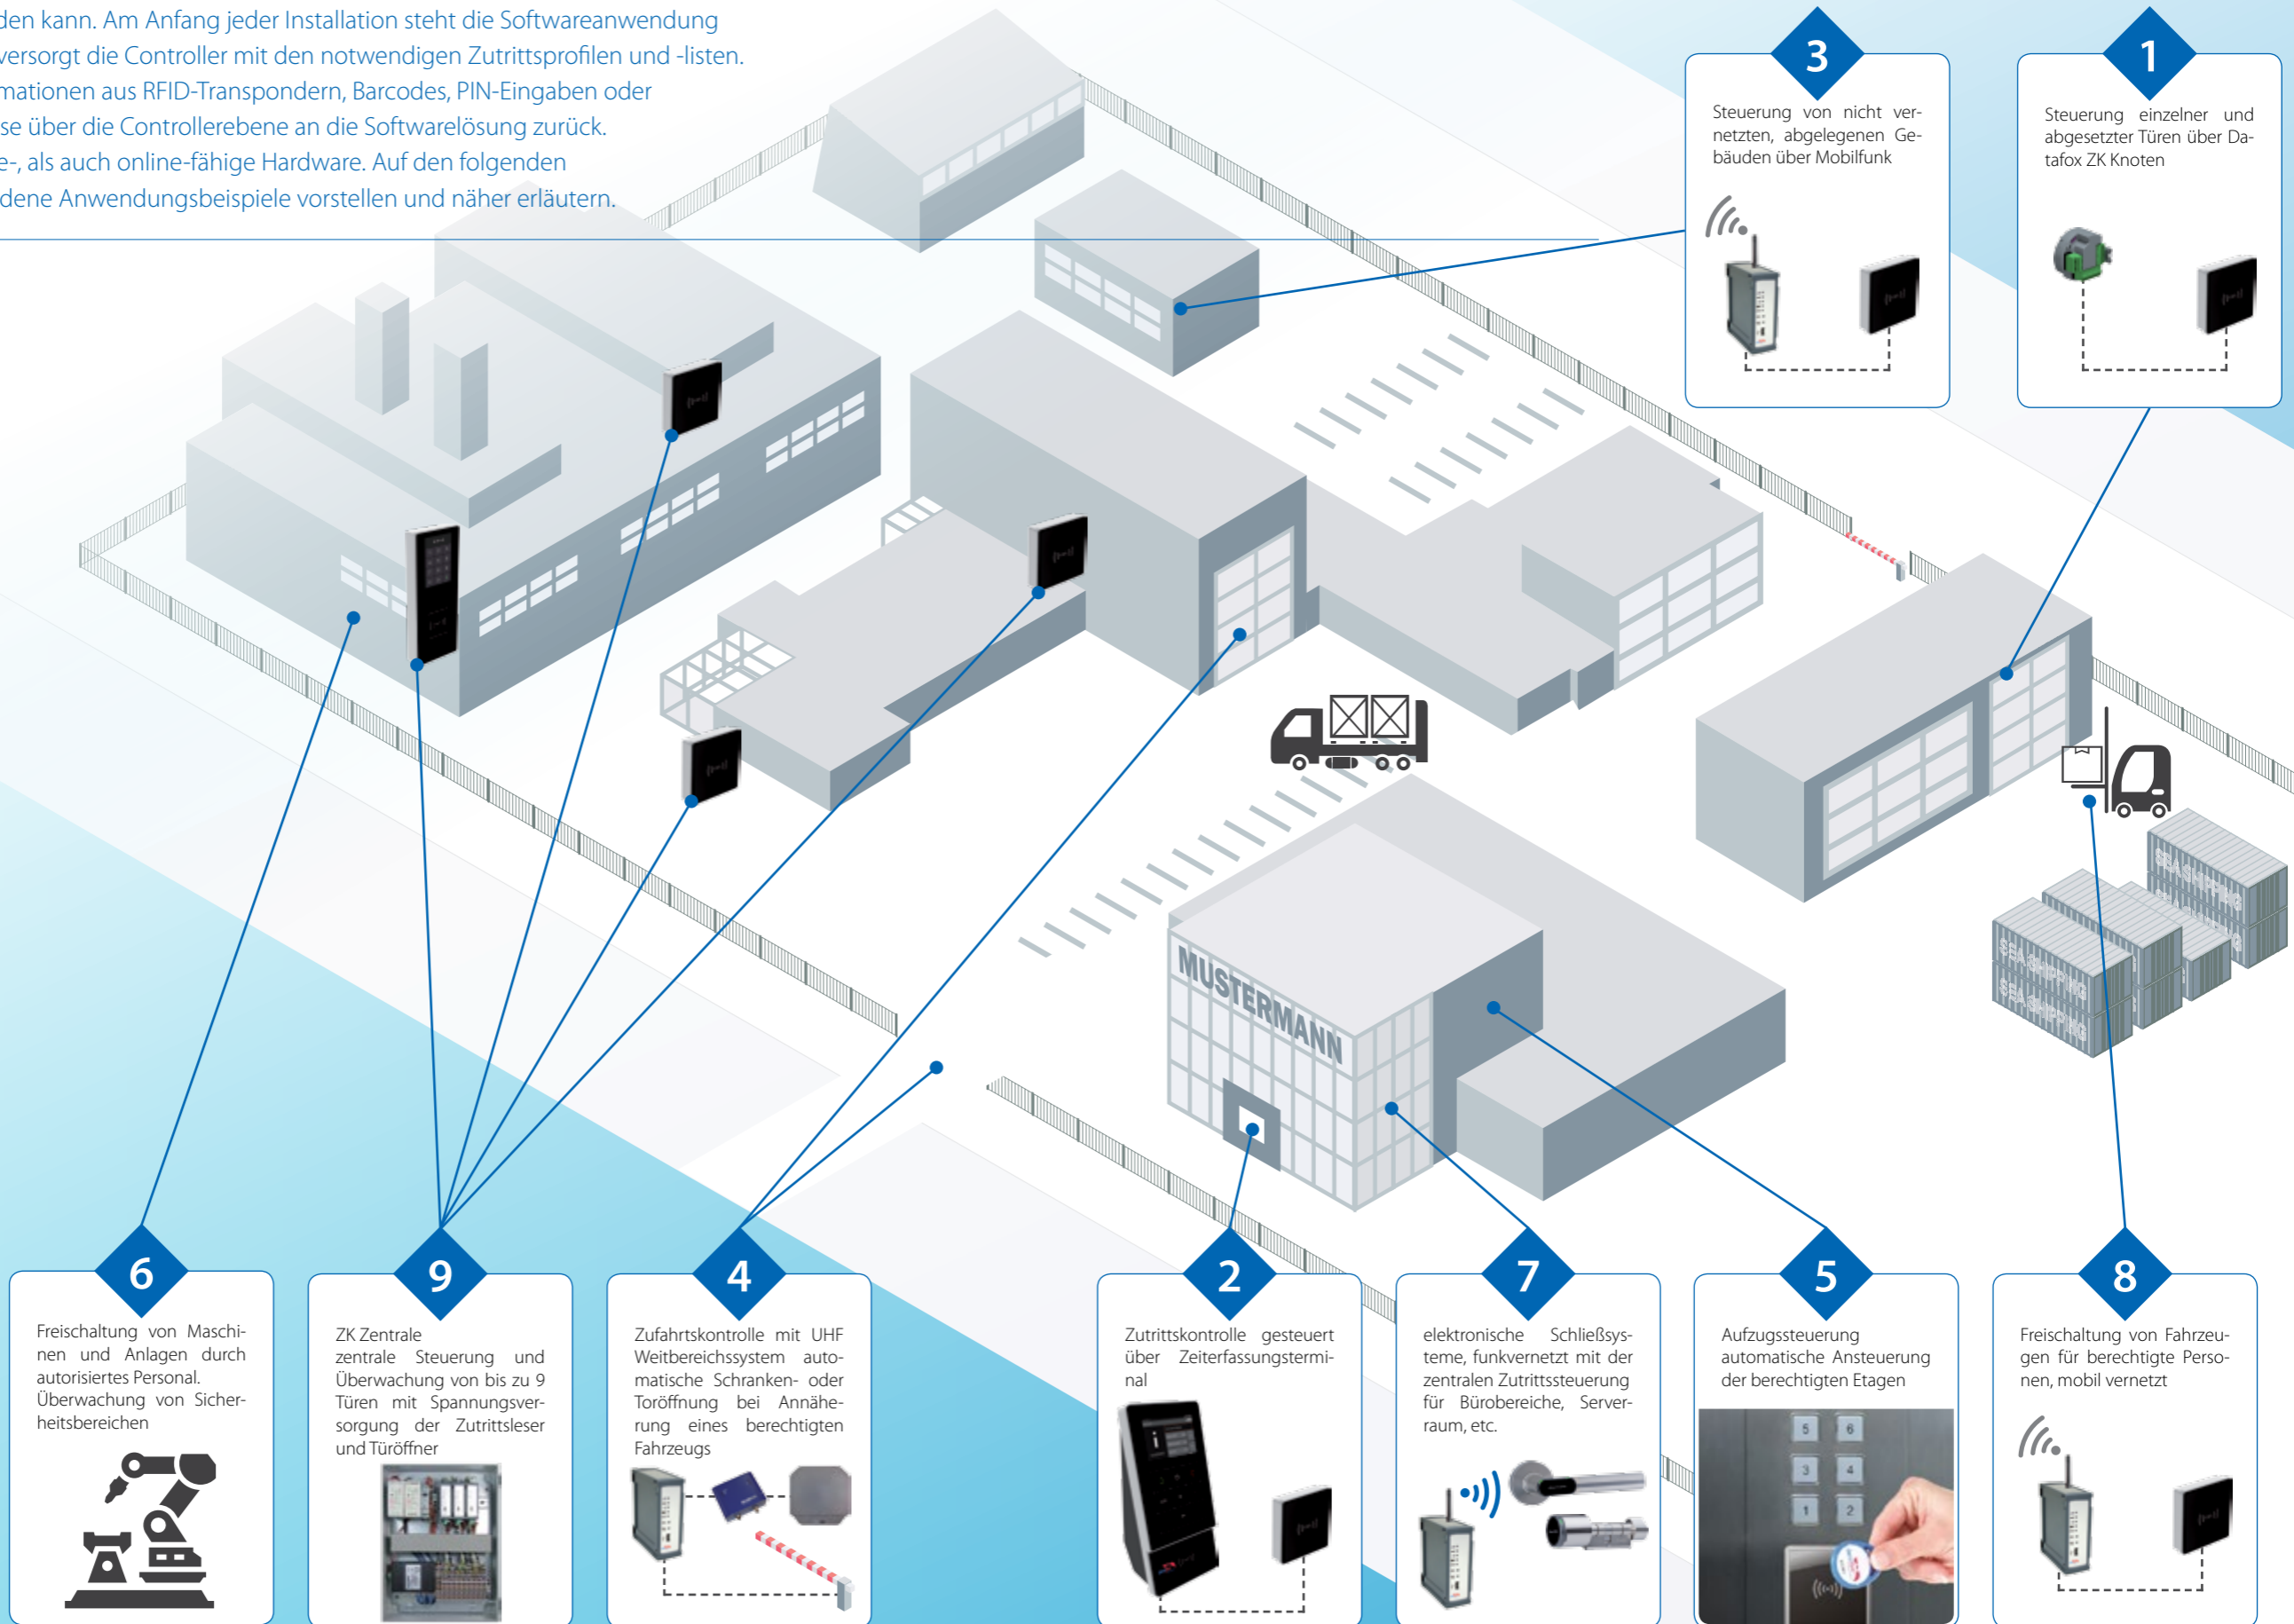 den kann. Am Anfang jeder Installation steht die Softwareanwendung
versorgt die Controller mit den notwendigen Zutrittsprofilen und -listen.
mationen aus RFID-Transpondern, Barcodes, PIN-Eingaben oder
se über die Controllerebene an die Softwarelösung zurück.
e-, als auch online-fähige Hardware. Auf den folgenden
dene Anwendungsbeispiele vorstellen und näher erläutern.
3
Steuerung von nicht ver-
netzten, abgelegenen Ge-
bäuden über Mobilfunk
1
Steuerung einzelner und
abgesetzter Türen über Da-
tafox ZK Knoten
MUSTERMANN
SEA SHIPPING
SEA SHIPPING
SEA SHIPPING
6
Freischaltung von Maschi-
nen und Anlagen durch
autorisiertes Personal.
Überwachung von Sicher-
heitsbereichen
9
ZK Zentrale
zentrale Steuerung und
Überwachung von bis zu 9
Türen mit Spannungsver-
sorgung der Zutrittsleser
und Türöffner
4
Zufahrtskontrolle mit UHF
Weitbereichssystem auto-
matische Schranken- oder
Toröffnung bei Annähe-
rung eines berechtigten
Fahrzeugs
2
Zutrittskontrolle gesteuert
über Zeiterfassungstermi-
nal
7
elektronische Schließsys-
teme, funkvernetzt mit der
zentralen Zutrittssteuerung
für Bürobereiche, Server-
raum, etc.
5
Aufzugssteuerung
automatische Ansteuerung
der berechtigten Etagen
5 6
3 4
1 2
8
Freischaltung von Fahrzeu-
gen für berechtigte Perso-
nen, mobil vernetzt